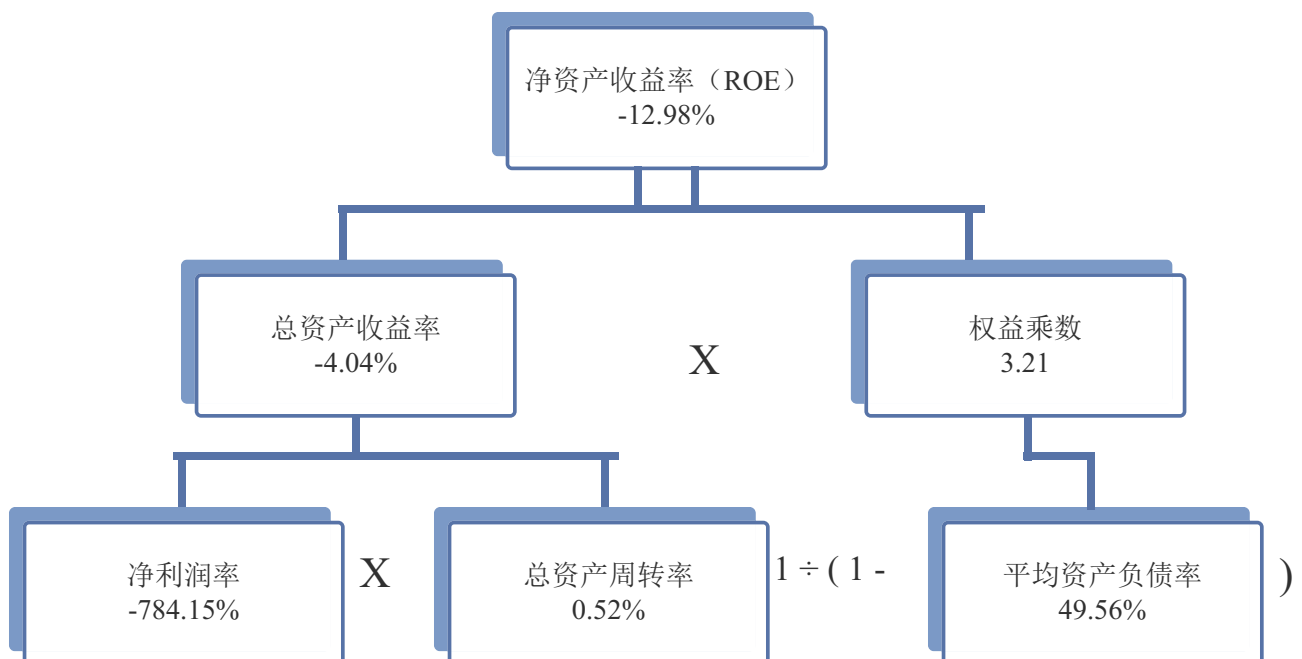 净资产收益率（ROE）
-12.98%
总资产收益率
-4.04%
X
权益乘数
3.21
净利润率
-784.15%
X
总资产周转率
0.52%
1 ÷ ( 1 -
平均资产负债率
49.56%
)